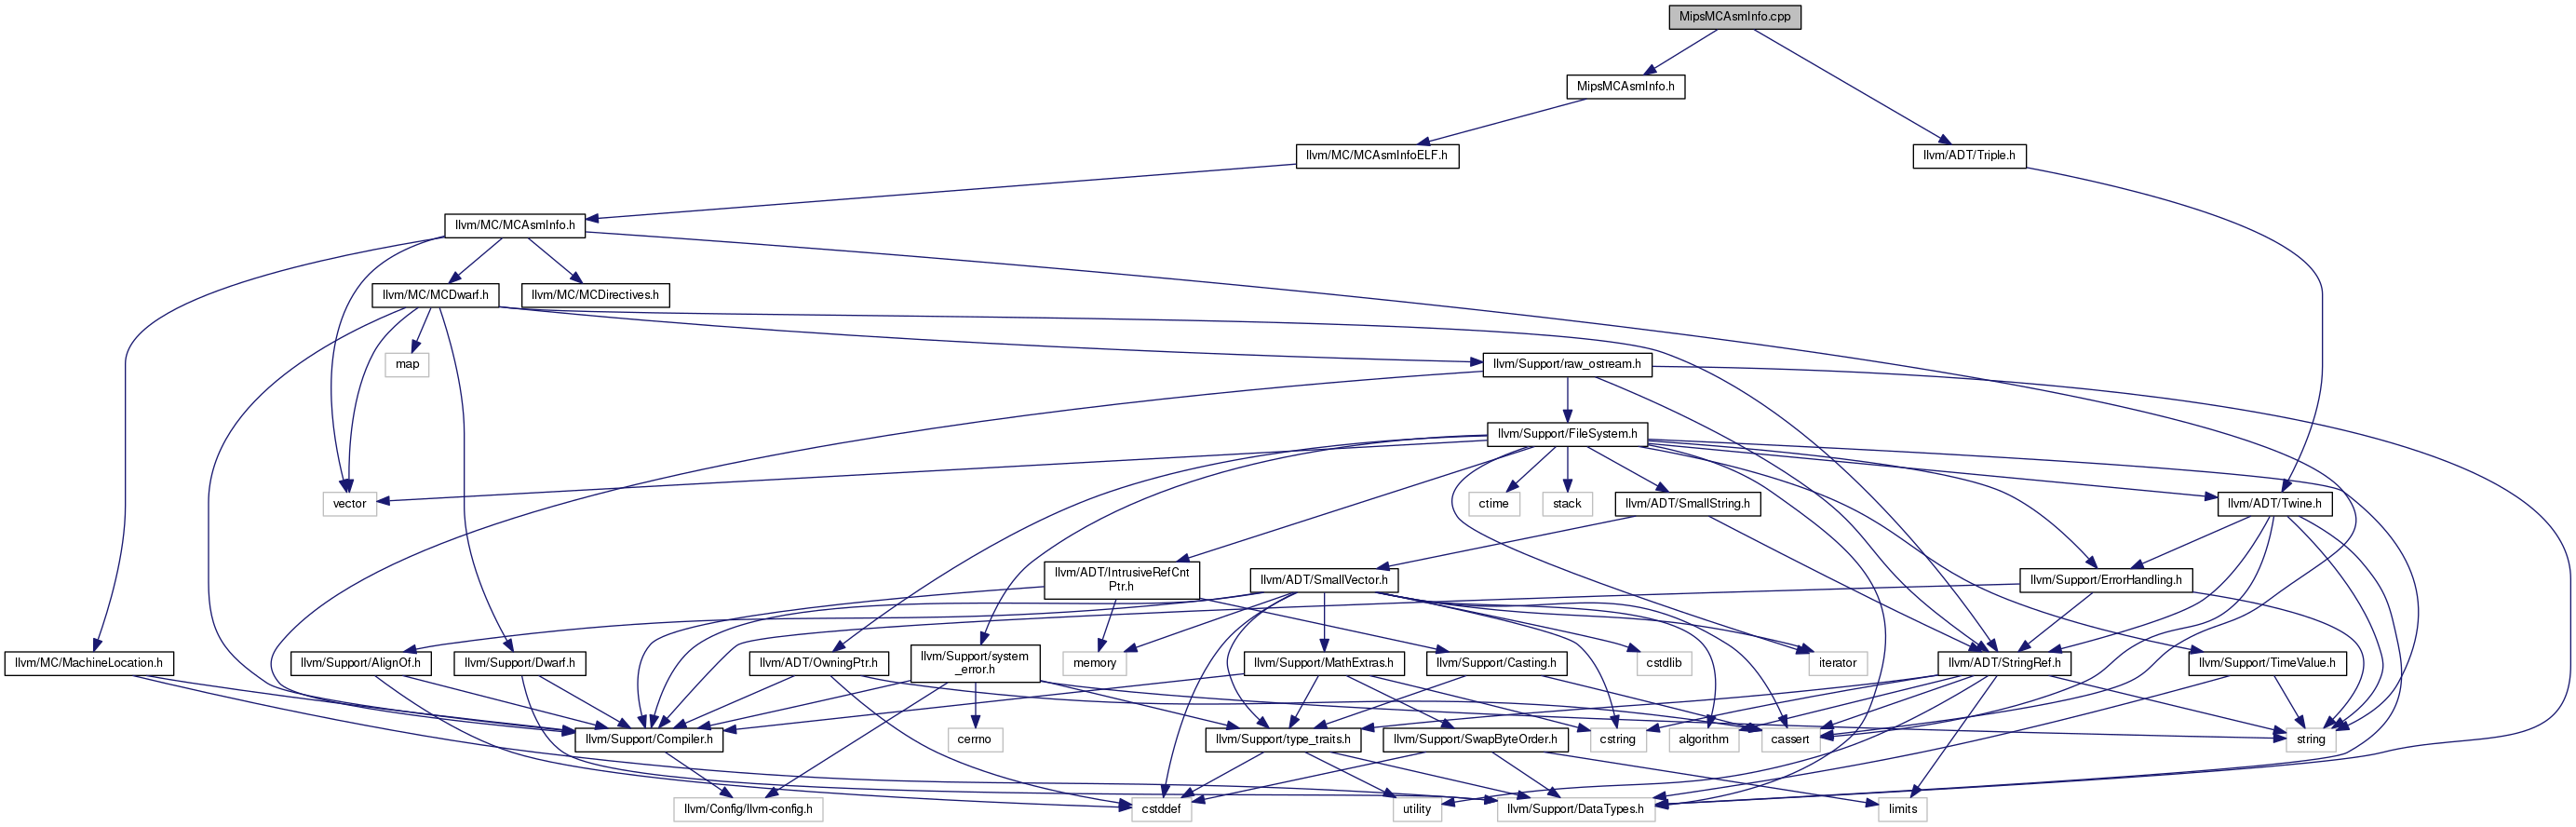 MipsMCAsmInfo.cpp
MipsMCAsmInfo.h
llvm/MC/MCAsmInfoELF.h
llvm/ADT/Triple.h
llvm/MC/MCAsmInfo.h
llvm/MC/MCDwarf.h
llvm/MC/MCDirectives.h
map
llvm/Support/raw_ostream.h
llvm/Support/FileSystem.h
vector
ctime
stack
llvm/ADT/SmallString.h
llvm/ADT/Twine.h
llvm/ADT/IntrusiveRefCnt
Ptr.h
llvm/ADT/SmallVector.h
llvm/Support/ErrorHandling.h
llvm/MC/MachineLocation.h
llvm/Support/AlignOf.h
llvm/Support/Dwarf.h
llvm/ADT/OwningPtr.h
llvm/Support/system
_error.h
memory
llvm/Support/MathExtras.h
llvm/Support/Casting.h
cstdlib
iterator
llvm/ADT/StringRef.h
llvm/Support/TimeValue.h
llvm/Support/Compiler.h
cerrno
llvm/Support/type_traits.h
llvm/Support/SwapByteOrder.h
cstring
algorithm
cassert
string
llvm/Config/llvm-config.h
cstddef
utility
llvm/Support/DataTypes.h
limits